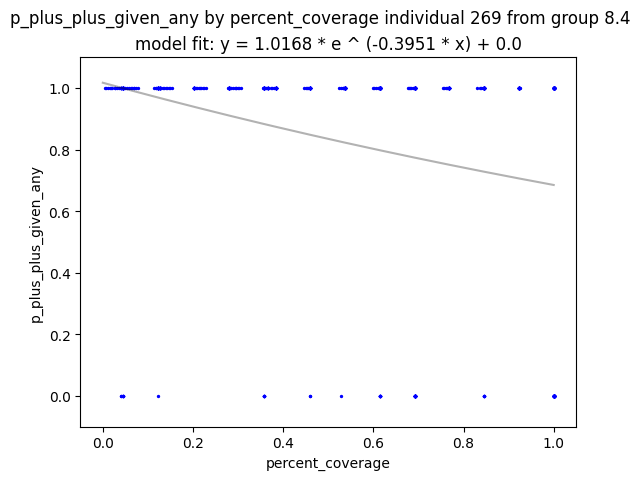 p_plus_plus_given_any by percent_coverage individual 269 from group 8.4
model fit: y = 1.0168 * e ^ (-0.3951 * x) + 0.0
1.0
0.8
0.6
0.4
0.2
0.0
p_plus_plus_given_any
0.0 0.2 0.4 0.6 0.8 1.0
percent_coverage